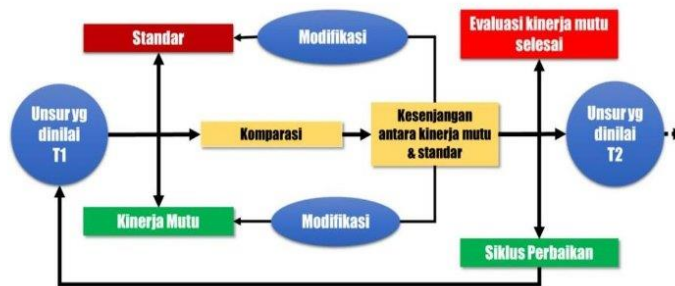 Standar
Modifikasi
Evaluasi kinerja mutu
selesai
Unsur yg
dinilai
T1
Komparasi
Kesenjangan
antara kinerja mutu
& standar
Unsur yg
dinilai
T2
Kinerja Mutu
Modifikasi
Siklus Perbaikan